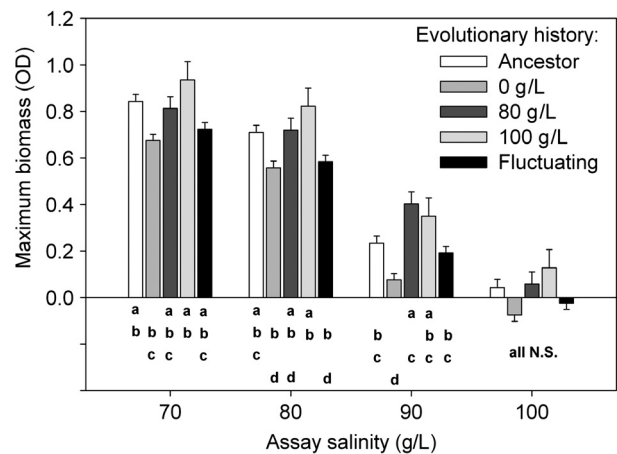 Maximum biomass (OD)
1.2
1.0
0.8
0.6
0.4
0.2
0.0
Evolutionary history:
Ancestor
0 g/L
80 g/L
100 g/L
Fluctuating
a a a a a a a a a
b b b b b b b b b b b b b
c c c c c c c c all N.S.
d d d d
70 80 90 100
Assay salinity (g/L)